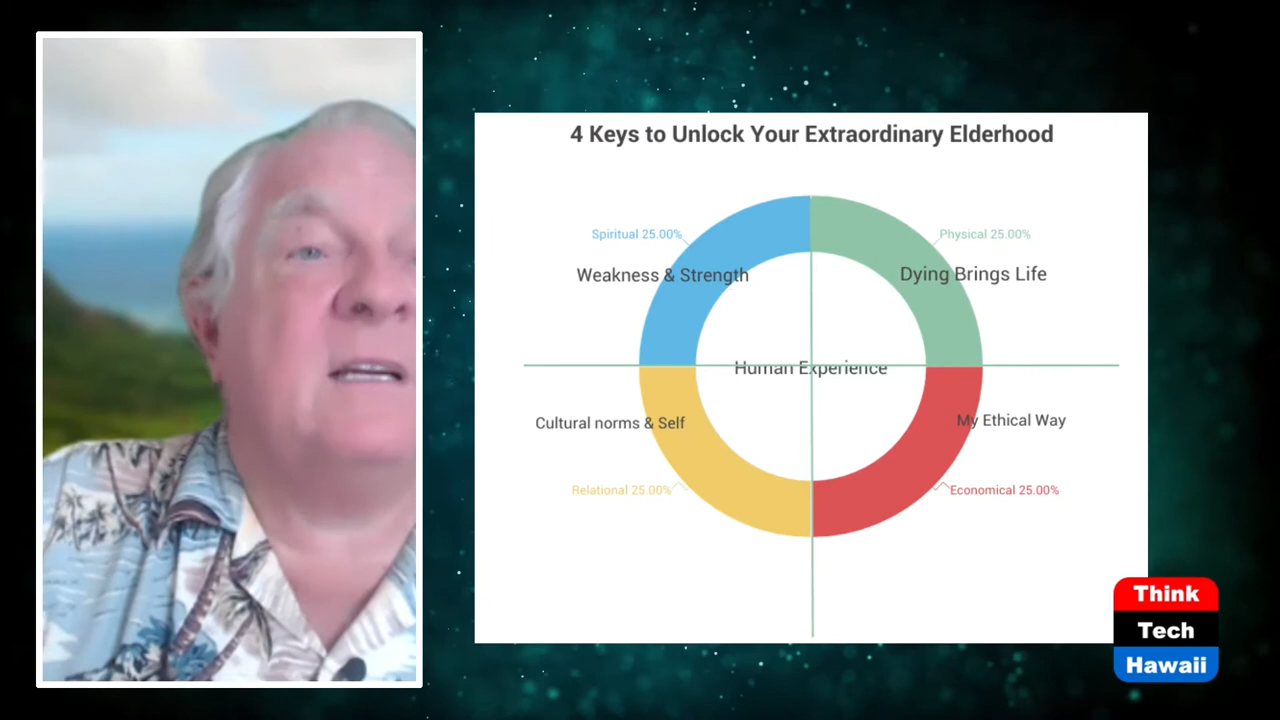 4 Keys to Unlock Your Extraordinary Elderhood
Spiritual 25.00%
Physical 25.00%
Weakness & Strength
Dying Brings Life
Human Experience
Cultural norms & Self
My Ethical Way
Relational 25.00%
Economical 25.00%
Think
Tech
Hawaii